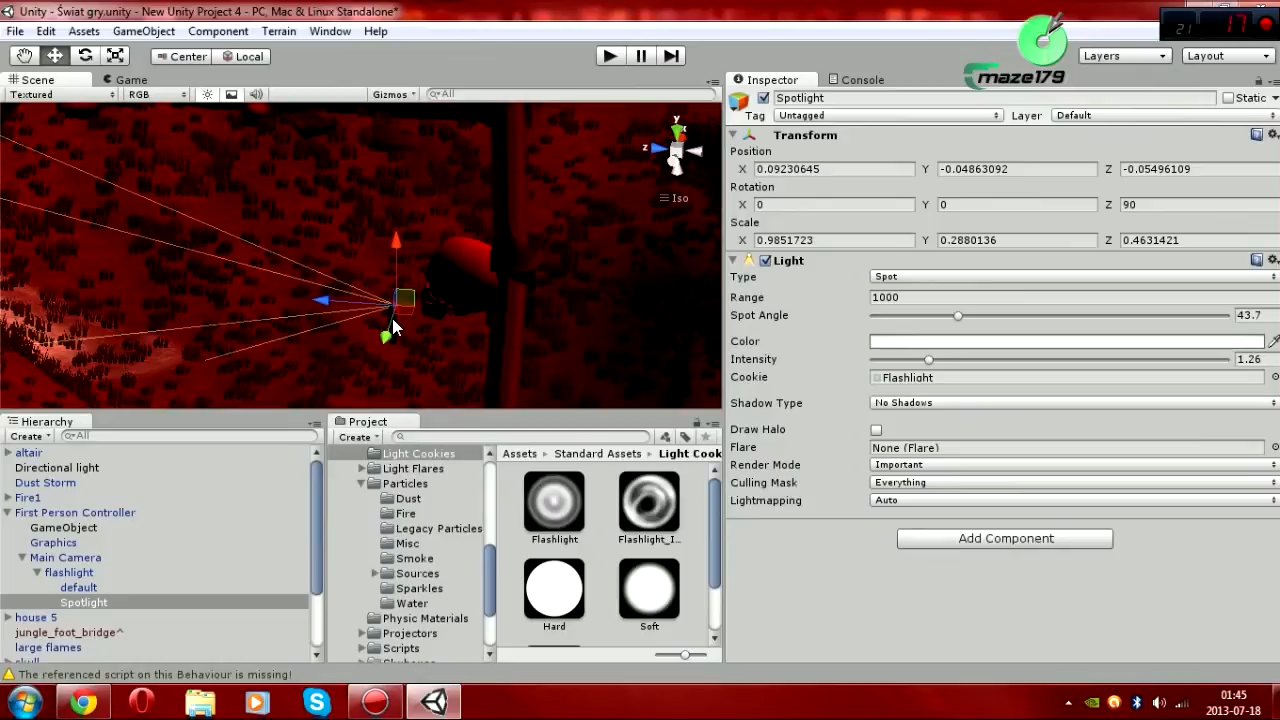 Unity - Świat gry.unity - New Unity Project 4 - PC, Mac & Linux Standalone*
File Edit Assets GameObject Component Terrain Window Help
21 17
Center Local
Layers Layout
maze179
Scene Game
Textured RGB Gizmos All
y
x
z
Iso
Inspector Console
Spotlight Static
Tag Untagged Layer Default
Transform
Position
X 0.09230645 Y -0.04863092 Z -0.05496109
Rotation
X 0 Y 0 Z 90
Scale
X 0.9851723 Y 0.2880136 Z 0.4631421
Light
Type Spot
Range 1000
Spot Angle 43.7
Color
Intensity 1.26
Cookie Flashlight
Shadow Type No Shadows
Draw Halo
Flare None (Flare)
Render Mode Important
Culling Mask Everything
Lightmapping Auto
Add Component
Hierarchy
Create All
altair
Directional light
Dust Storm
Fire1
First Person Controller
GameObject
Graphics
Main Camera
flashlight
default
Spotlight
house 5
jungle_foot_bridge^
large flames
skull
Project
Create
Light Cookies
Light Flares
Particles
Dust
Fire
Legacy Particles
Misc
Smoke
Sources
Sparkles
Water
Physic Materials
Projectors
Scripts
Assets Standard Assets Light Cook
Flashlight Flashlight_I...
Hard Soft
The referenced script on this Behaviour is missing!
01:45
2013-07-18